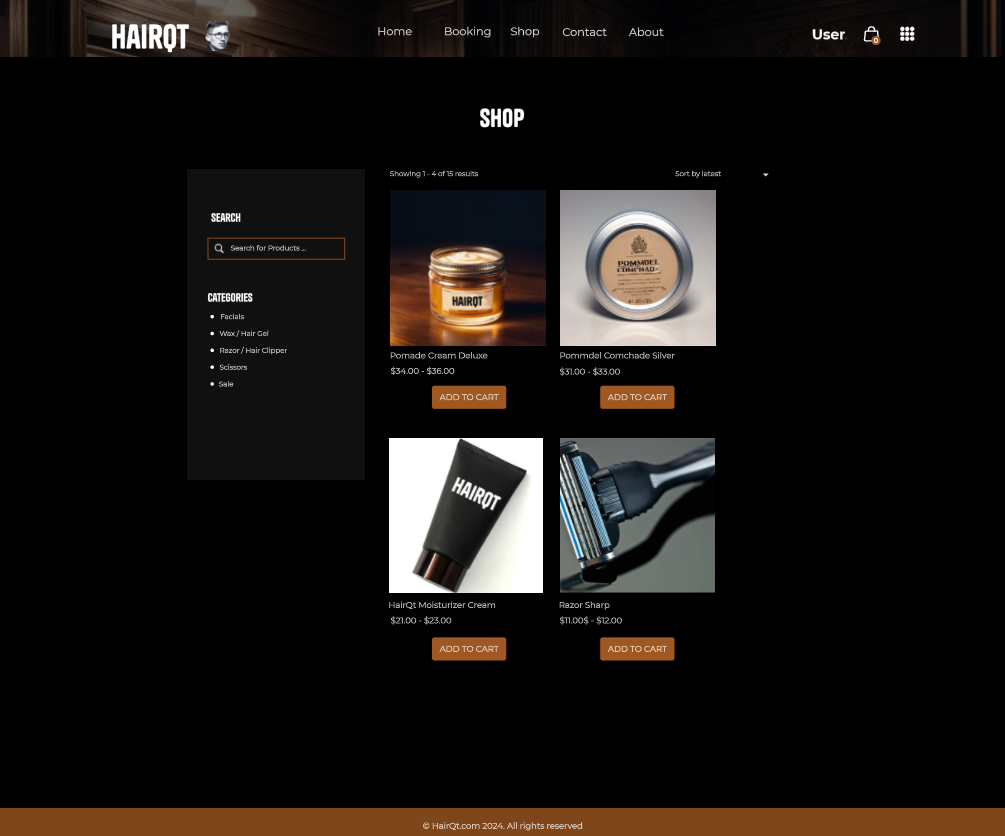 HAIRQT
Home Booking Shop Contact About
User
0
SHOP
Showing 1 - 4 of 15 results
Sort by latest
SEARCH
Search for Products ...
CATEGORIES
Facials
Wax / Hair Gel
Razor / Hair Clipper
Scissors
Sale
HAIRQT
POMMDEL
COMCHAD
Pomade Cream Deluxe
Pommdel Comchade Silver
$34.00 - $36.00
$31.00 - $33.00
ADD TO CART
ADD TO CART
HAIRQT
HairQt Moisturizer Cream
Razor Sharp
$21.00 - $23.00
$11.00$ - $12.00
ADD TO CART
ADD TO CART
© HairQt.com 2024. All rights reserved